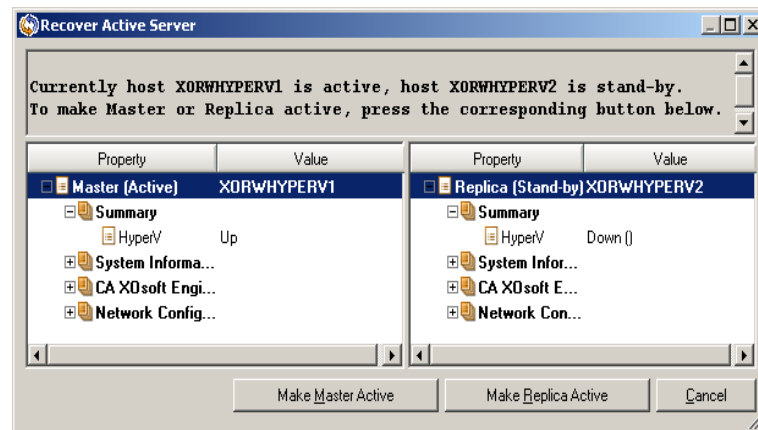 Recover Active Server
Currently host XORWHYPERV1 is active, host XORWHYPERV2 is stand-by.
To make Master or Replica active, press the corresponding button below.
Property Value
Master (Active) XORWHYPERV1
Summary
HyperV Up
System Informa...
CA XOsoft Engi...
Network Config...
Property Value
Replica (Stand-by) XORWHYPERV2
Summary
HyperV Down ()
System Infor...
CA XOsoft E...
Network Con...
Make Master Active Make Replica Active Cancel